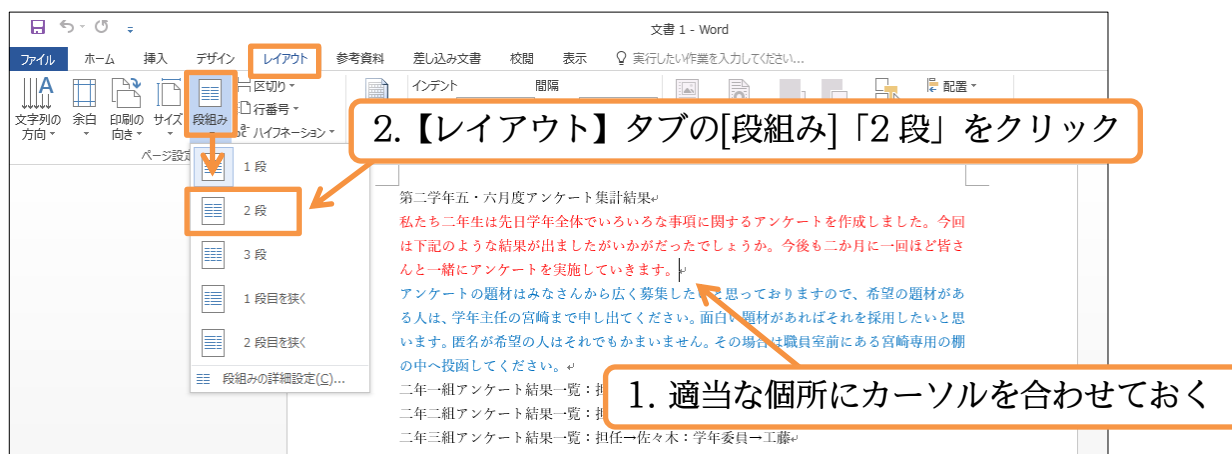 文書 1 - Word
ファイル ホーム 挿入 デザイン レイアウト 参考資料 差し込み文書 校閲 表示 実行したい作業を入力してください...
文字列の方向 余白 印刷の向き サイズ 段組み 区切り インデント 間隔 配置
行番号
ハイフネーション
2.【レイアウト】タブの[段組み]「2 段」をクリック
ページ設定
1 段
2 段
3 段
1 段目を狭く
2 段目を狭く
段組みの詳細設定(C)...
第二学年五・六月度アンケート集計結果
私たち二年生は先日学年全体でいろいろな事項に関するアンケートを作成しました。今回
は下記のような結果が出ましたがいかがだったでしょうか。今後も二か月に一回ほど皆さ
んと一緒にアンケートを実施していきます。
アンケートの題材はみなさんから広く募集したいと思っておりますので、希望の題材があ
る人は、学年主任の宮崎まで申し出てください。面白い題材があればそれを採用したいと思
います。匿名が希望の人はそれでもかまいません。その場合は職員室前にある宮崎専用の棚
の中へ投函してください。
二年一組アンケート結果一覧：担
1. 適当な個所にカーソルを合わせておく
二年二組アンケート結果一覧：担
二年三組アンケート結果一覧：担任→佐々木：学年委員→工藤